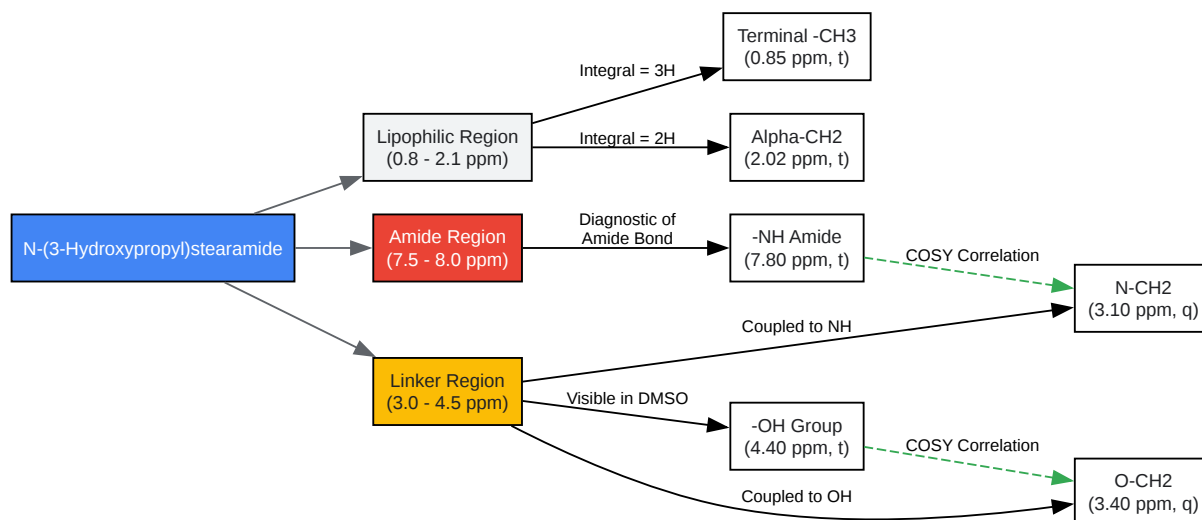 Terminal -CH3
(0.85 ppm, t)
Integral = 3H
Lipophilic Region
(0.8 - 2.1 ppm)
Integral = 2H
Alpha-CH2
(2.02 ppm, t)
N-(3-Hydroxypropyl)stearamide
Amide Region
(7.5 - 8.0 ppm)
Diagnostic of
Amide Bond
-NH Amide
(7.80 ppm, t)
COSY Correlation
N-CH2
(3.10 ppm, q)
Coupled to NH
Linker Region
(3.0 - 4.5 ppm)
Visible in DMSO
-OH Group
(4.40 ppm, t)
COSY Correlation
O-CH2
(3.40 ppm, q)
Coupled to OH